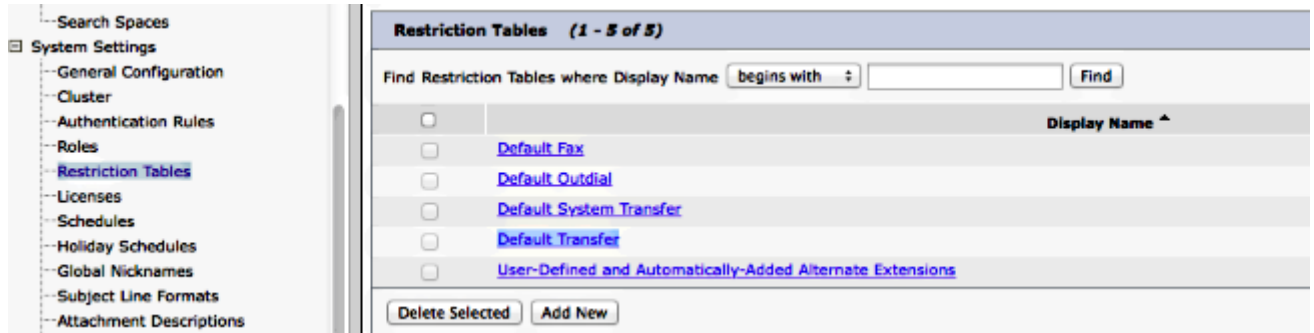 Search Spaces
System Settings
General Configuration
Cluster
Authentication Rules
Roles
Restriction Tables
Licenses
Schedules
Holiday Schedules
Global Nicknames
Subject Line Formats
Attachment Descriptions
Restriction Tables (1 - 5 of 5)
Find Restriction Tables where Display Name begins with Find
Display Name
Default Fax
Default Outdial
Default System Transfer
Default Transfer
User-Defined and Automatically-Added Alternate Extensions
Delete Selected Add New